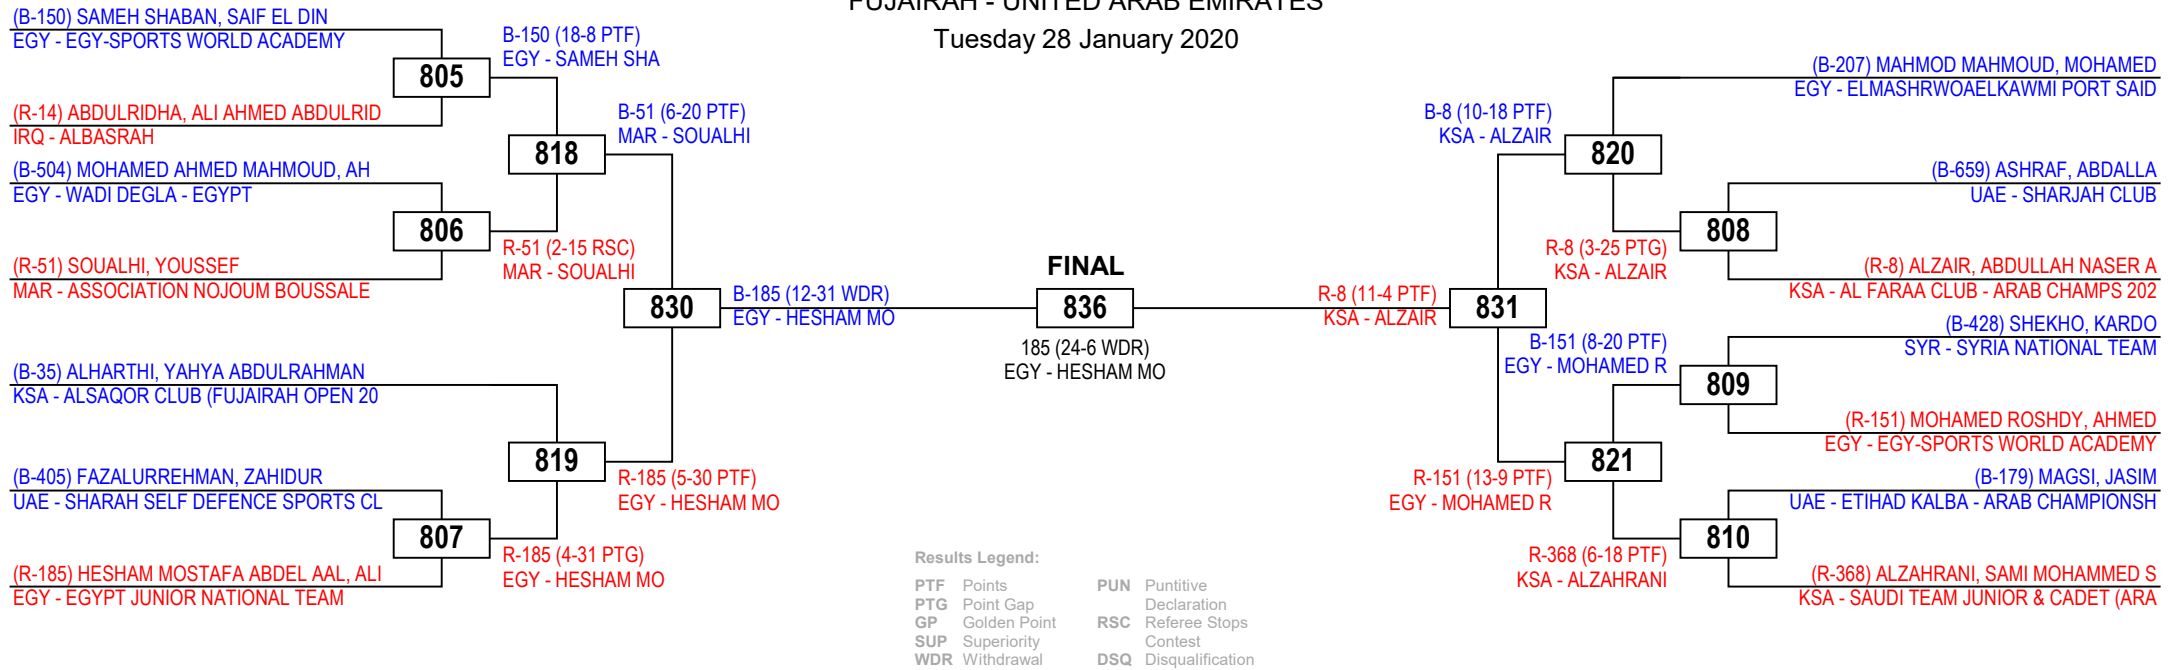 FUJAIRAH - UNITED ARAB EMIRATES
Tuesday 28 January 2020
(B-150) SAMEH SHABAN, SAIF EL DIN
EGY - EGY-SPORTS WORLD ACADEMY
805
(R-14) ABDULRIDHA, ALI AHMED ABDULRID
IRQ - ALBASRAH
B-150 (18-8 PTF)
EGY - SAMEH SHA
818
(B-504) MOHAMED AHMED MAHMOUD, AH
EGY - WADI DEGLA - EGYPT
806
(R-51) SOUALHI, YOUSSEF
MAR - ASSOCIATION NOJOUM BOUSSALE
R-51 (2-15 RSC)
MAR - SOUALHI
B-51 (6-20 PTF)
MAR - SOUALHI
830
(B-35) ALHARTHI, YAHYA ABDULRAHMAN
KSA - ALSAQOR CLUB (FUJAIRAH OPEN 20
819
(B-405) FAZALURREHMAN, ZAHIDUR
UAE - SHARAH SELF DEFENCE SPORTS CL
807
(R-185) HESHAM MOSTAFA ABDEL AAL, ALI
EGY - EGYPT JUNIOR NATIONAL TEAM
R-185 (4-31 PTG)
EGY - HESHAM MO
R-185 (5-30 PTF)
EGY - HESHAM MO
B-185 (12-31 WDR)
EGY - HESHAM MO
FINAL
836
185 (24-6 WDR)
EGY - HESHAM MO
R-8 (11-4 PTF)
KSA - ALZAIR
831
B-8 (10-18 PTF)
KSA - ALZAIR
820
(B-207) MAHMOD MAHMOUD, MOHAMED
EGY - ELMASHRWOAELKAWMI PORT SAID
(B-659) ASHRAF, ABDALLA
UAE - SHARJAH CLUB
808
R-8 (3-25 PTG)
KSA - ALZAIR
(R-8) ALZAIR, ABDULLAH NASER A
KSA - AL FARAA CLUB - ARAB CHAMPS 202
(B-428) SHEKHO, KARDO
SYR - SYRIA NATIONAL TEAM
B-151 (8-20 PTF)
EGY - MOHAMED R
809
(R-151) MOHAMED ROSHDY, AHMED
EGY - EGY-SPORTS WORLD ACADEMY
821
R-151 (13-9 PTF)
EGY - MOHAMED R
(B-179) MAGSI, JASIM
UAE - ETIHAD KALBA - ARAB CHAMPIONSH
810
R-368 (6-18 PTF)
KSA - ALZAHRANI
(R-368) ALZAHRANI, SAMI MOHAMMED S
KSA - SAUDI TEAM JUNIOR & CADET (ARA
Results Legend:
PTF Points
PTG Point Gap
GP Golden Point
SUP Superiority
WDR Withdrawal
PUN Puntitive
Declaration
RSC Referee Stops
Contest
DSQ Disqualification